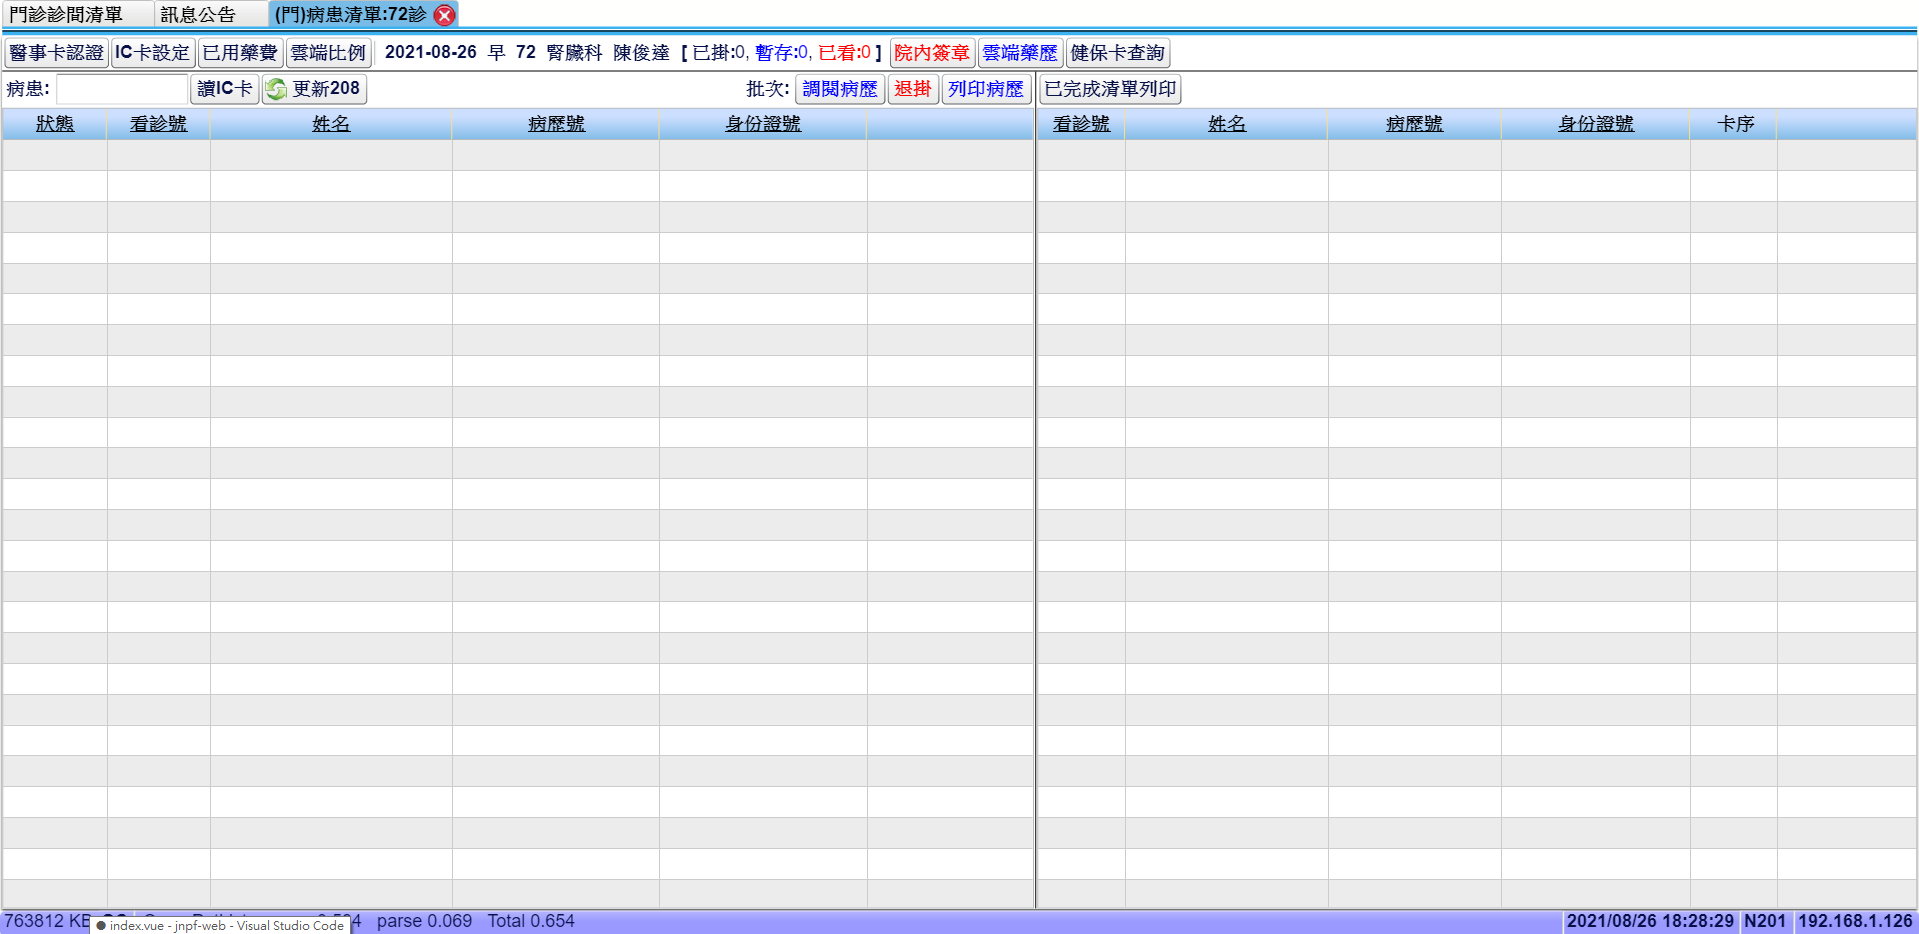 門診診間清單 訊息公告 (門)病患清單:72診
醫事卡認證 IC卡設定 已用藥費 雲端比例 2021-08-26 早 72 腎臟科 陳俊達 [ 已掛:0, 暫存:0, 已看:0 ] 院內簽章 雲端藥歷 健保卡查詢
病患: 讀IC卡 更新208 批次: 調閱病歷 退掛 列印病歷 已完成清單列印
狀態 看診號 姓名 病歷號 身份證號 看診號 姓名 病歷號 身份證號 卡序
763812 KB parse 0.069 Total 0.654 2021/08/26 18:28:29 N201 192.168.1.126
● index.vue - jnpf-web - Visual Studio Code